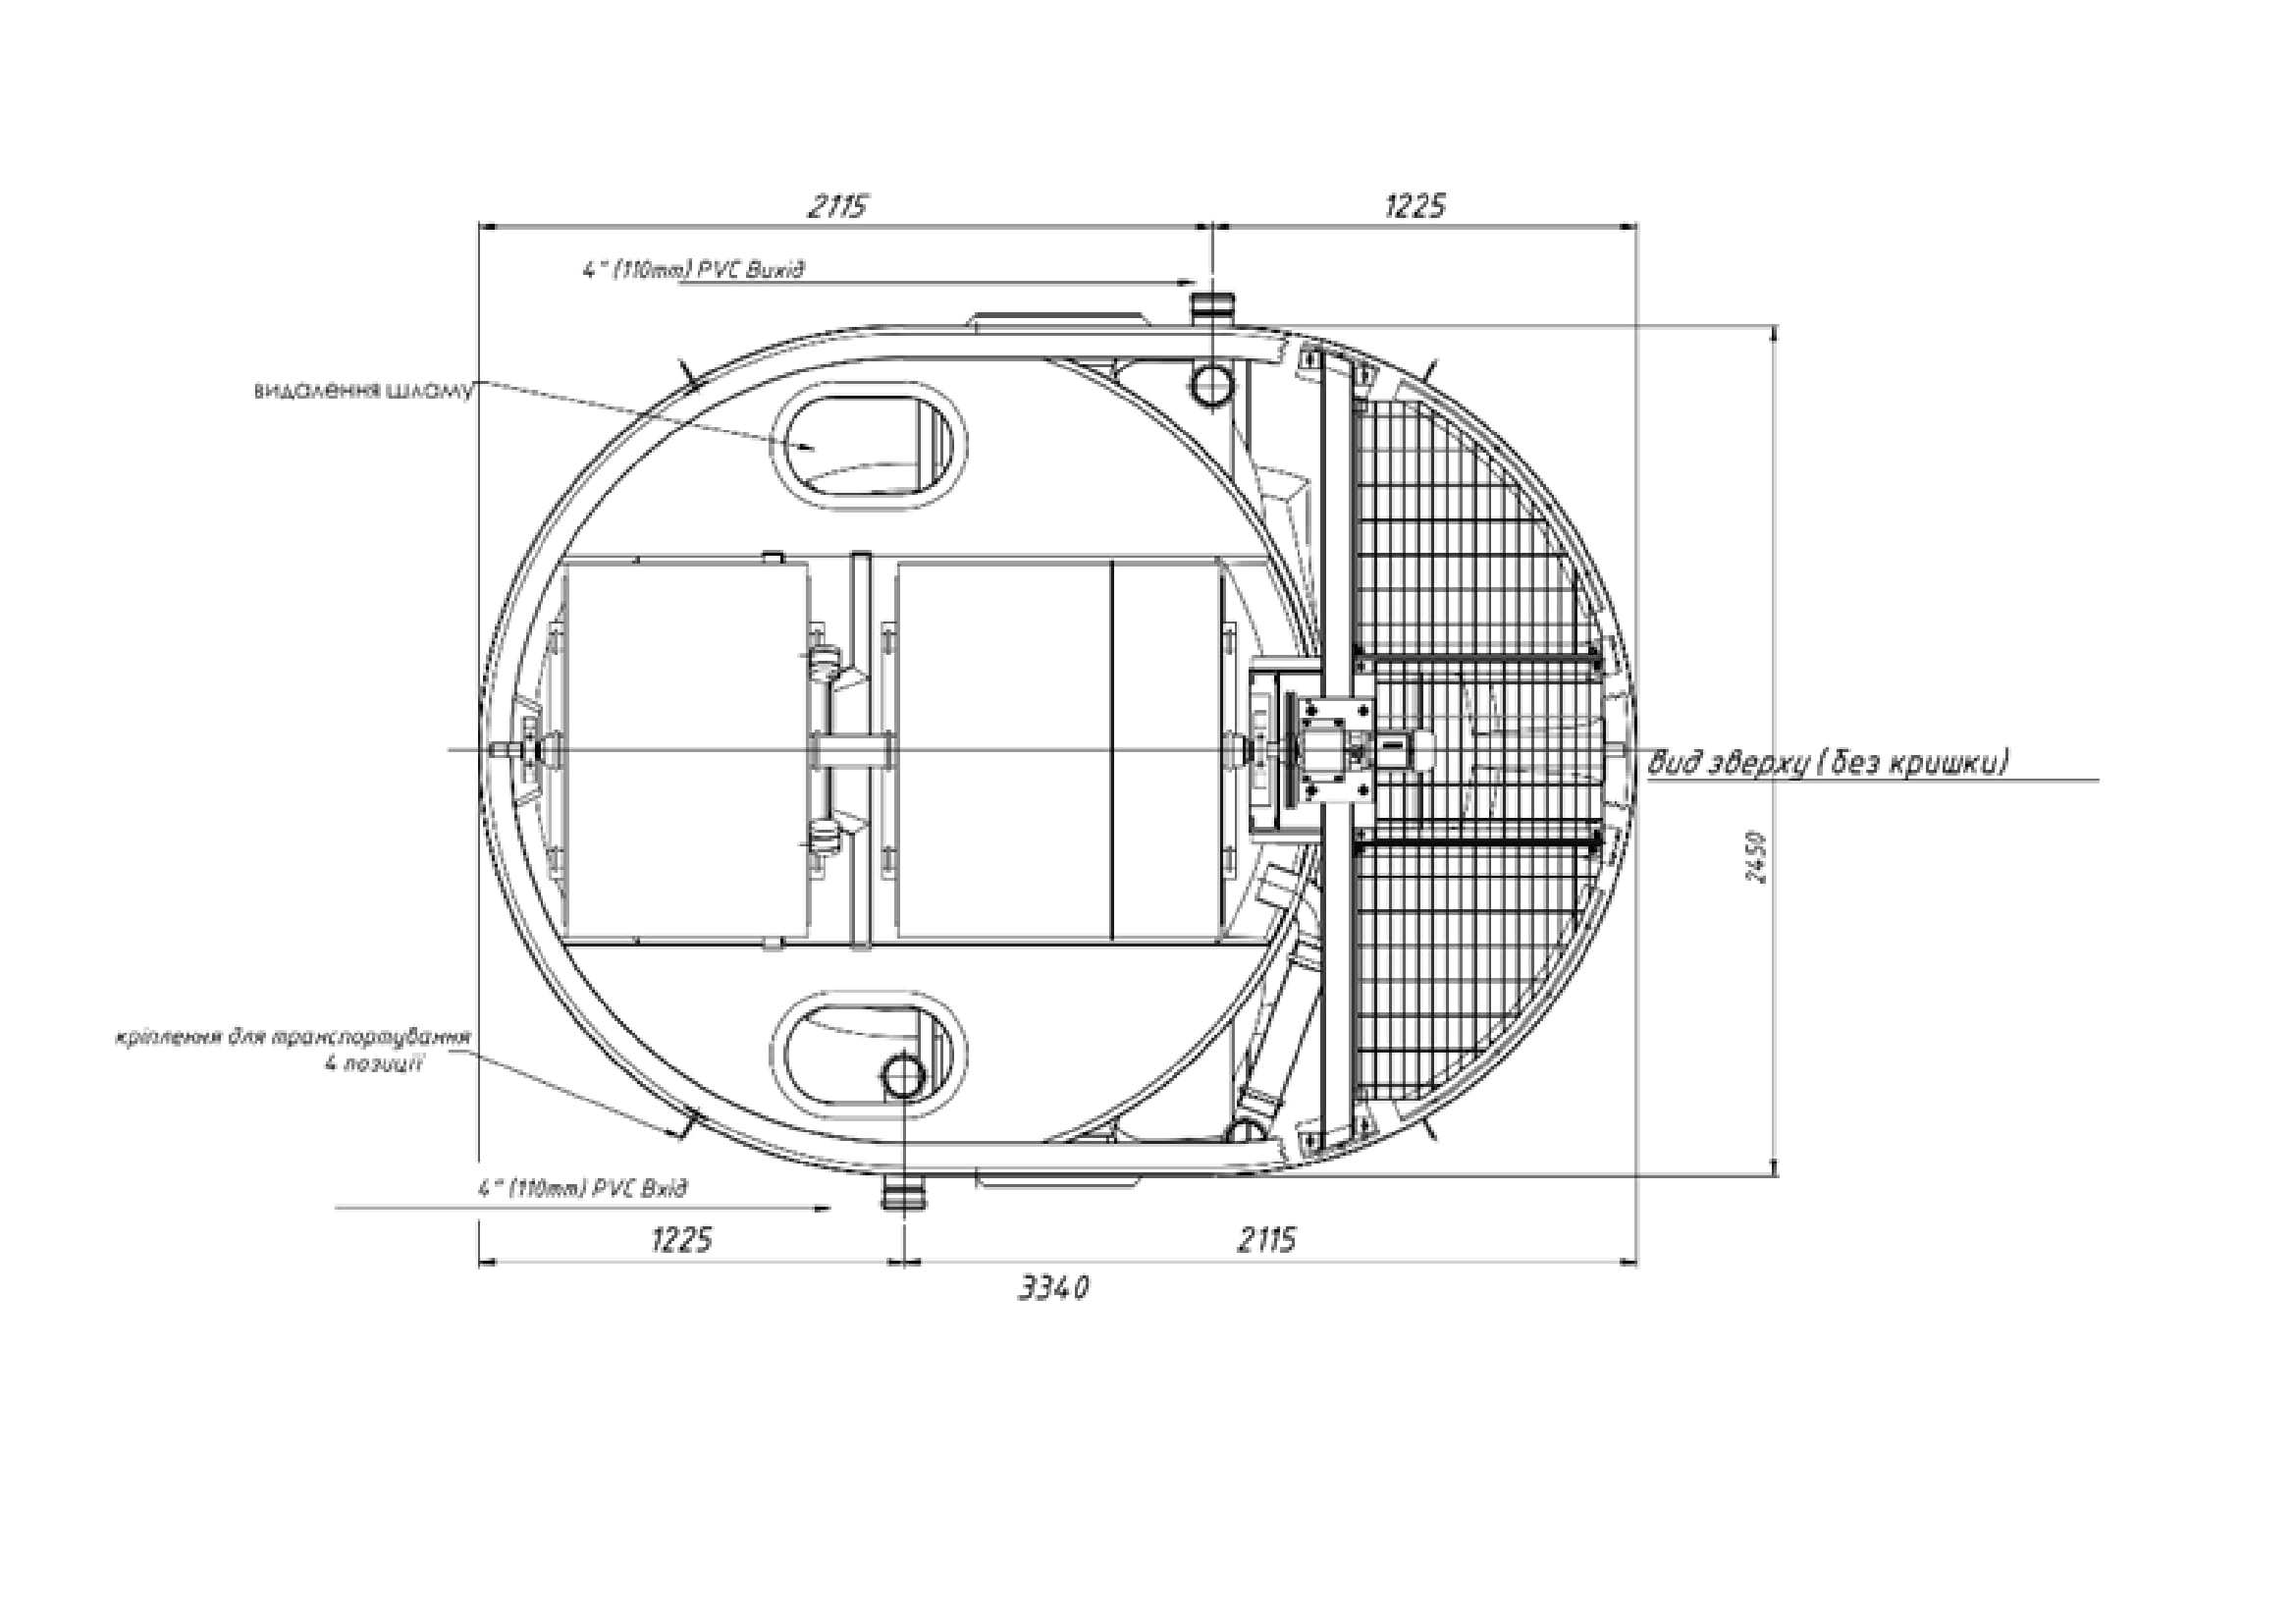 2115
1225
4" (110mm) PVC Вихід
видалення шламу
вид зверху (без кришки)
2450
кріплення для транспортування
4 позиції
4" (110mm) PVC Вхід
1225
2115
3340